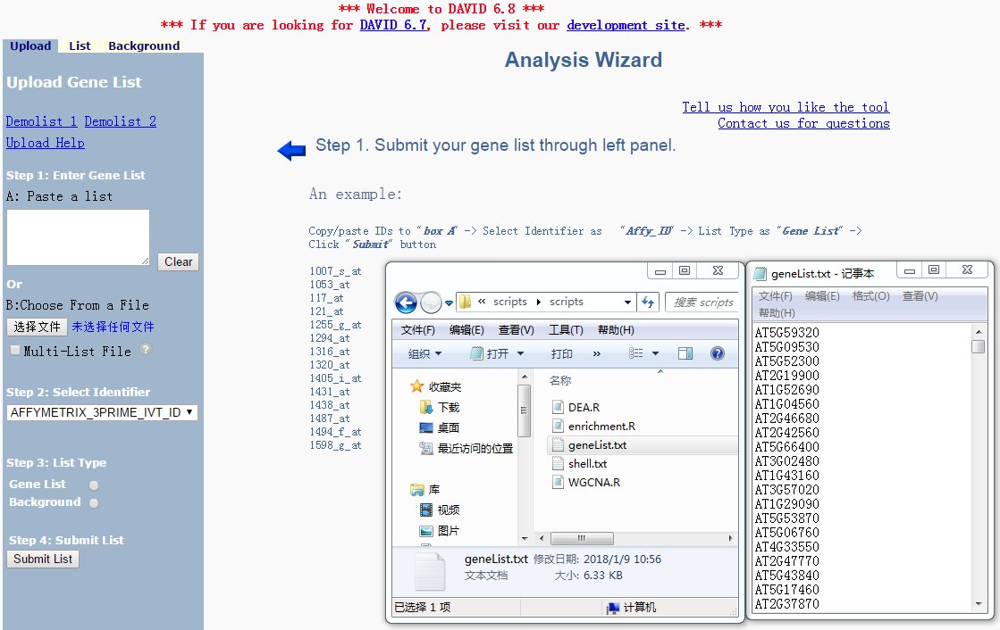 *** Welcome to DAVID 6.8 ***
*** If you are looking for DAVID 6.7, please visit our development site. ***
Upload List Background
Analysis Wizard
Upload Gene List
Demolist 1 Demolist 2
Upload Help
Step 1: Enter Gene List
A: Paste a list
Clear
Or
B:Choose From a File
选择文件 未选择任何文件
Multi-List File ?
Step 2: Select Identifier
AFFYMETRIX_3PRIME_IVT_ID
Step 3: List Type
Gene List
Background
Step 4: Submit List
Submit List
Tell us how you like the tool
Contact us for questions
Step 1. Submit your gene list through left panel.
An example:
Copy/paste IDs to "box A" -> Select Identifier as "Affy_ID" -> List Type as "Gene List" ->
Click "Submit" button
1007_s_at
1053_at
117_at
121_at
1255_g_at
1294_at
1316_at
1320_at
1405_i_at
1431_at
1438_at
1487_at
1494_f_at
1598_g_at
« scripts scripts 搜索 scripts
文件(F) 编辑(E) 查看(V) 工具(T) 帮助(H)
组织 打开 打印 » ?
收藏夹
下载
桌面
最近访问的位置
库
视频
图片
名称
DEA.R
enrichment.R
geneList.txt
shell.txt
WGCNA.R
geneList.txt 修改日期: 2018/1/9 10:56
文本文档 大小: 6.33 KB
已选择 1 项 计算机
geneList.txt - 记事本
文件(F) 编辑(E) 格式(O) 查看(V)
帮助(H)
AT5G59320
AT5G09530
AT5G52300
AT2G19900
AT1G52690
AT1G04560
AT2G46680
AT2G42560
AT5G66400
AT3G02480
AT1G43160
AT3G57020
AT1G29090
AT5G53870
AT5G06760
AT4G33550
AT2G47770
AT5G43840
AT5G17460
AT2G37870